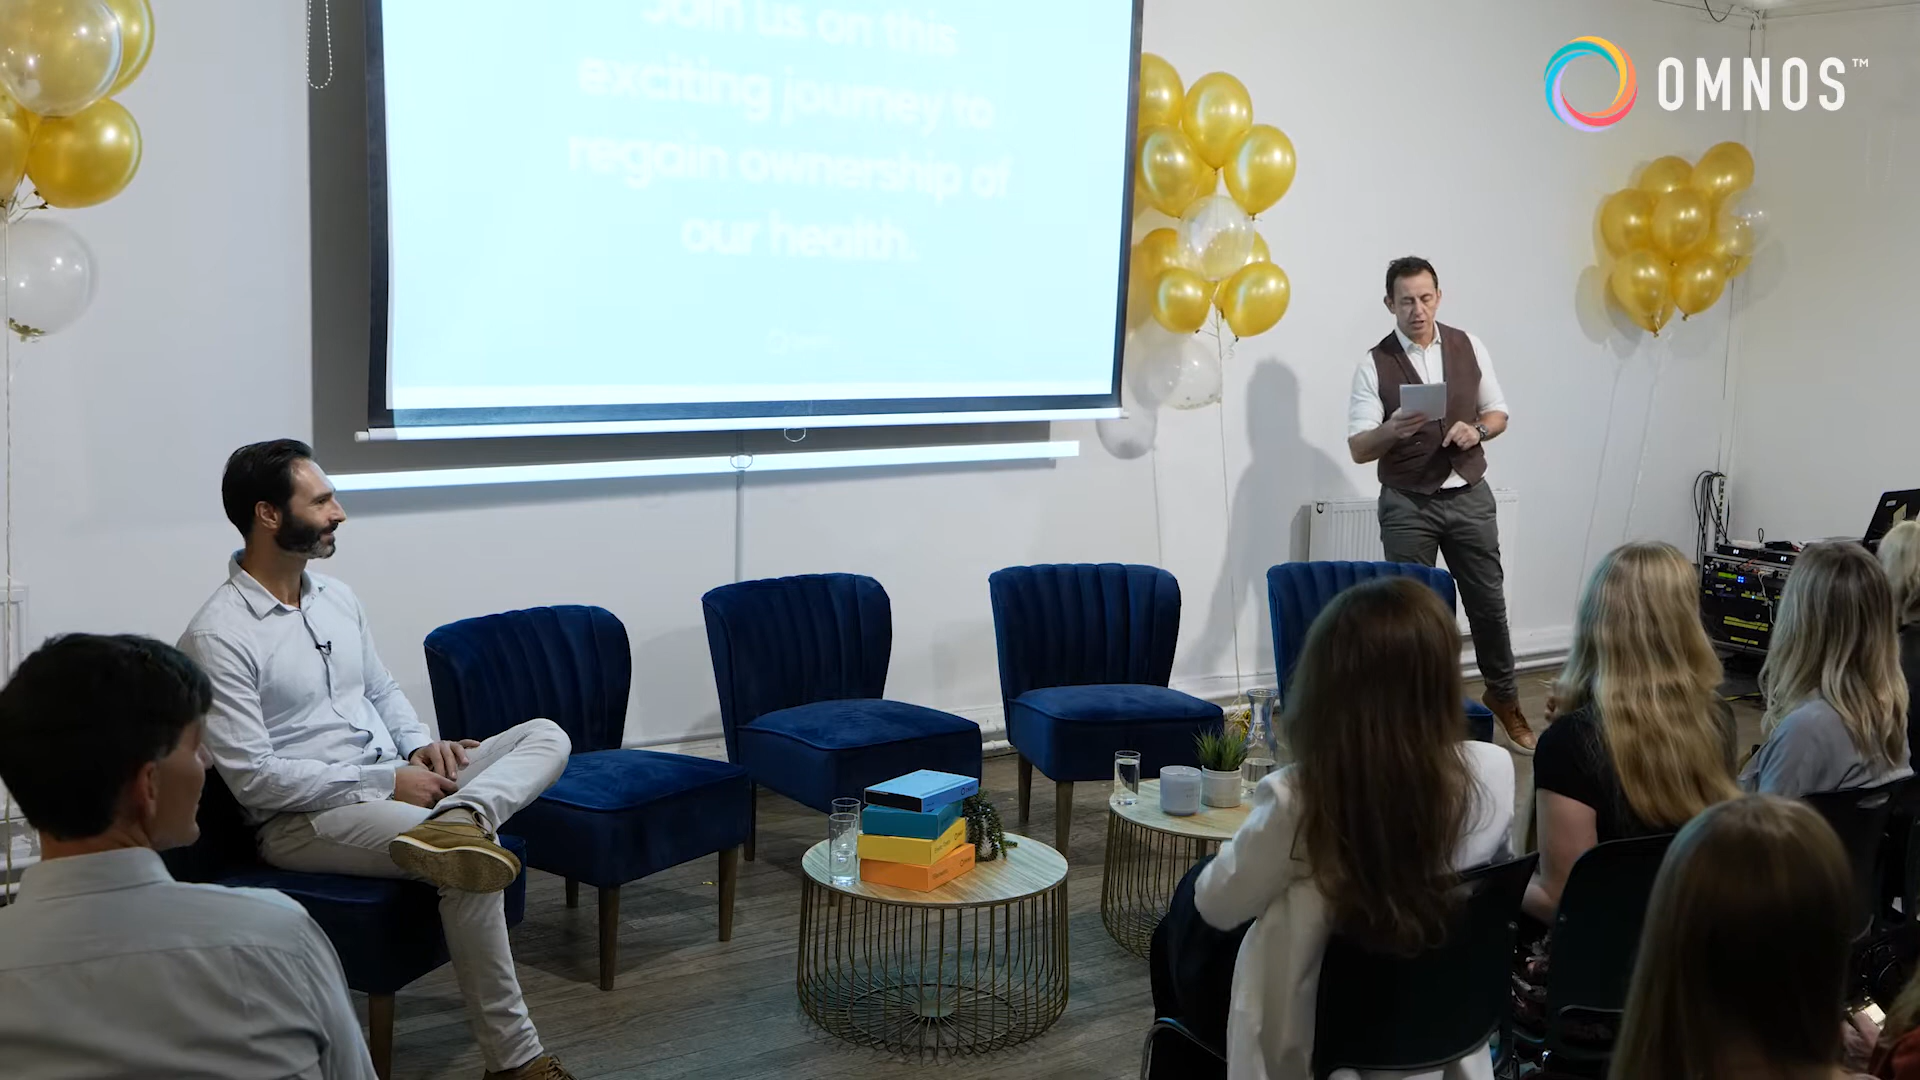 Join us on this
exciting journey to
regain ownership of
our health.
OMNOS™